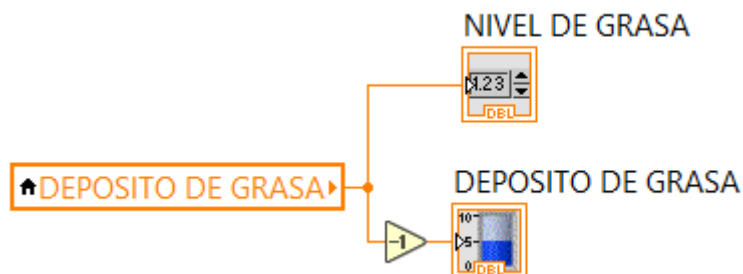 NIVEL DE GRASA
1.23
DBL
DEPOSITO DE GRASA
DEPOSITO DE GRASA
-1
10
5
0
DBL